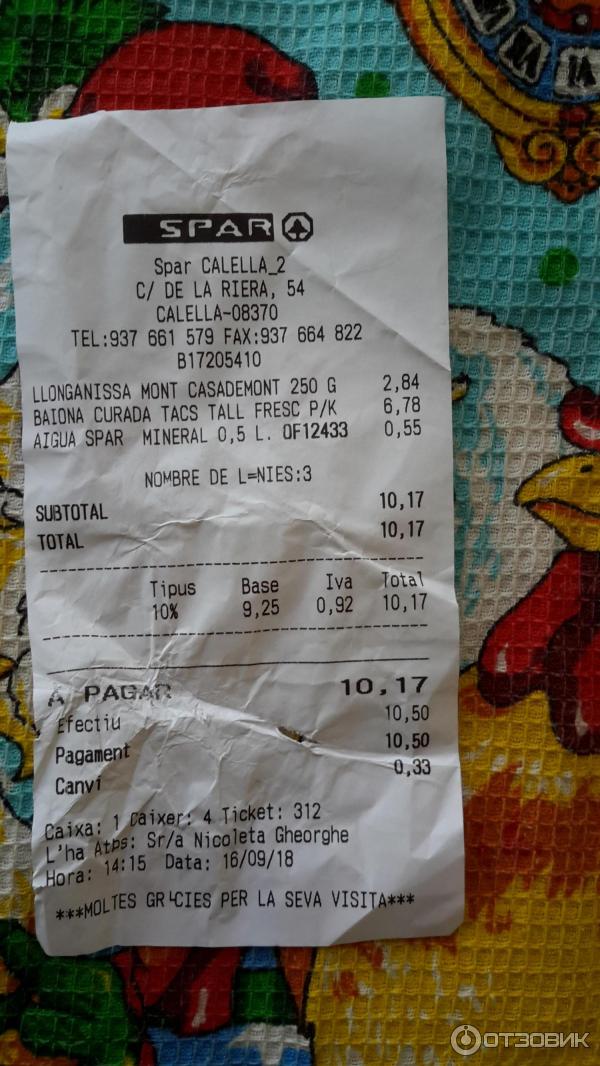 SPAR
Spar CALELLA_2
C/ DE LA RIERA, 54
CALELLA-08370
TEL:937 661 579 FAX:937 664 822
B17205410
LLONGANISSA MONT CASADEMONT 250 G 2,84
BAIONA CURADA TACS TALL FRESC P/K 6,78
AIGUA SPAR MINERAL 0,5 L. OF12433 0,55
NOMBRE DE L=NIES:3
SUBTOTAL 10,17
TOTAL 10,17
Tipus Base Iva Total
10% 9,25 0,92 10,17
A PAGAR 10,17
Efectiu 10,50
Pagament 10,50
Canvi 0,33
Caixa: 1 Caixer: 4 Ticket: 312
L'ha Atbs: Sr/a Nicoleta Gheorghe
Hora: 14:15 Data: 16/09/18
***MOLTES GR└CIES PER LA SEVA VISITA***
ОТЗОВИК